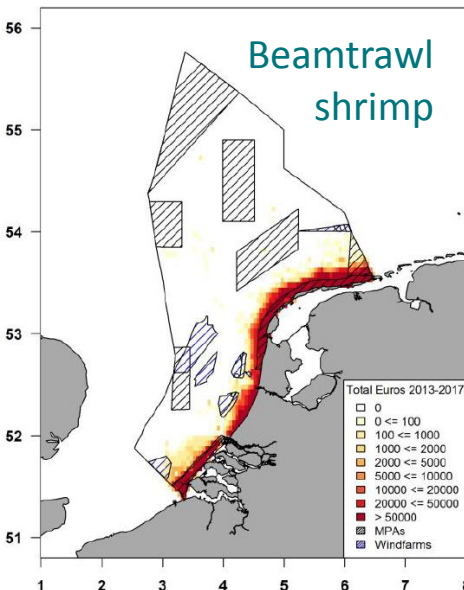 Beamtrawl
shrimp
55
54
53
52
51
Total Euros 2013-2017
0
0 <= 100
100 <= 1000
1000 <= 2000
2000 <= 5000
5000 <= 10000
10000 <= 20000
20000 <= 50000
> 50000
MPAs
Windfarms
1 2 3 4 5 6 7 8